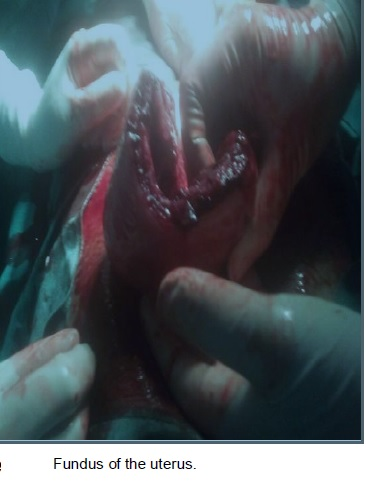 Fundus of the uterus.